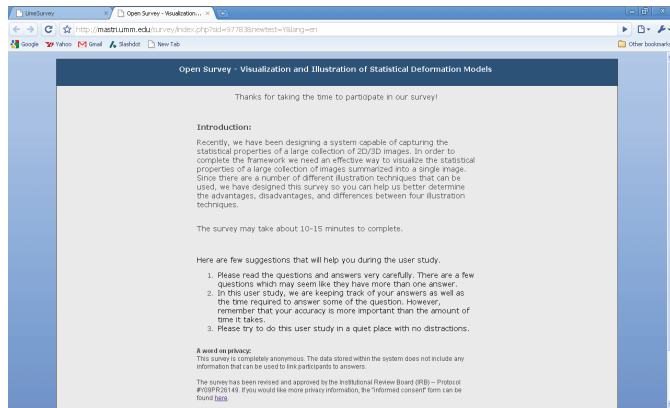 LimeSurvey
Open Survey - Visualization...
http://mastri.umm.edu/survey/index.php?sid=97783&newtest=Y&lang=en
Google Yahoo Gmail Slashdot New Tab Other bookmarks
Open Survey - Visualization and Illustration of Statistical Deformation Models
Thanks for taking the time to participate in our survey!
Introduction:
Recently, we have been designing a system capable of capturing the
statistical properties of a large collection of 2D/3D images. In order to
complete the framework we need an effective way to visualize the statistical
properties of a large collection of images summarized into a single image.
Since there are a number of different illustration techniques that can be
used, we have designed this survey so you can help us better determine
the advantages, disadvantages, and differences between four illustration
techniques.
The survey may take about 10-15 minutes to complete.
Here are few suggestions that will help you during the user study.
1. Please read the questions and answers very carefully. There are a few
questions which may seem like they have more than one answer.
2. In this user study, we are keeping track of your answers as well as
the time required to answer some of the question. However,
remember that your accuracy is more important than the amount of
time it takes.
3. Please try to do this user study in a quiet place with no distractions.
A word on privacy:
This survey is completely anonymous. The data stored within the system does not include any
information that can be used to link participants to answers.
The survey has been revised and approved by the Institutional Review Board (IRB) -- Protocol
#Y09PR26149. If you would like more privacy information, the "informed consent" form can be
found here.